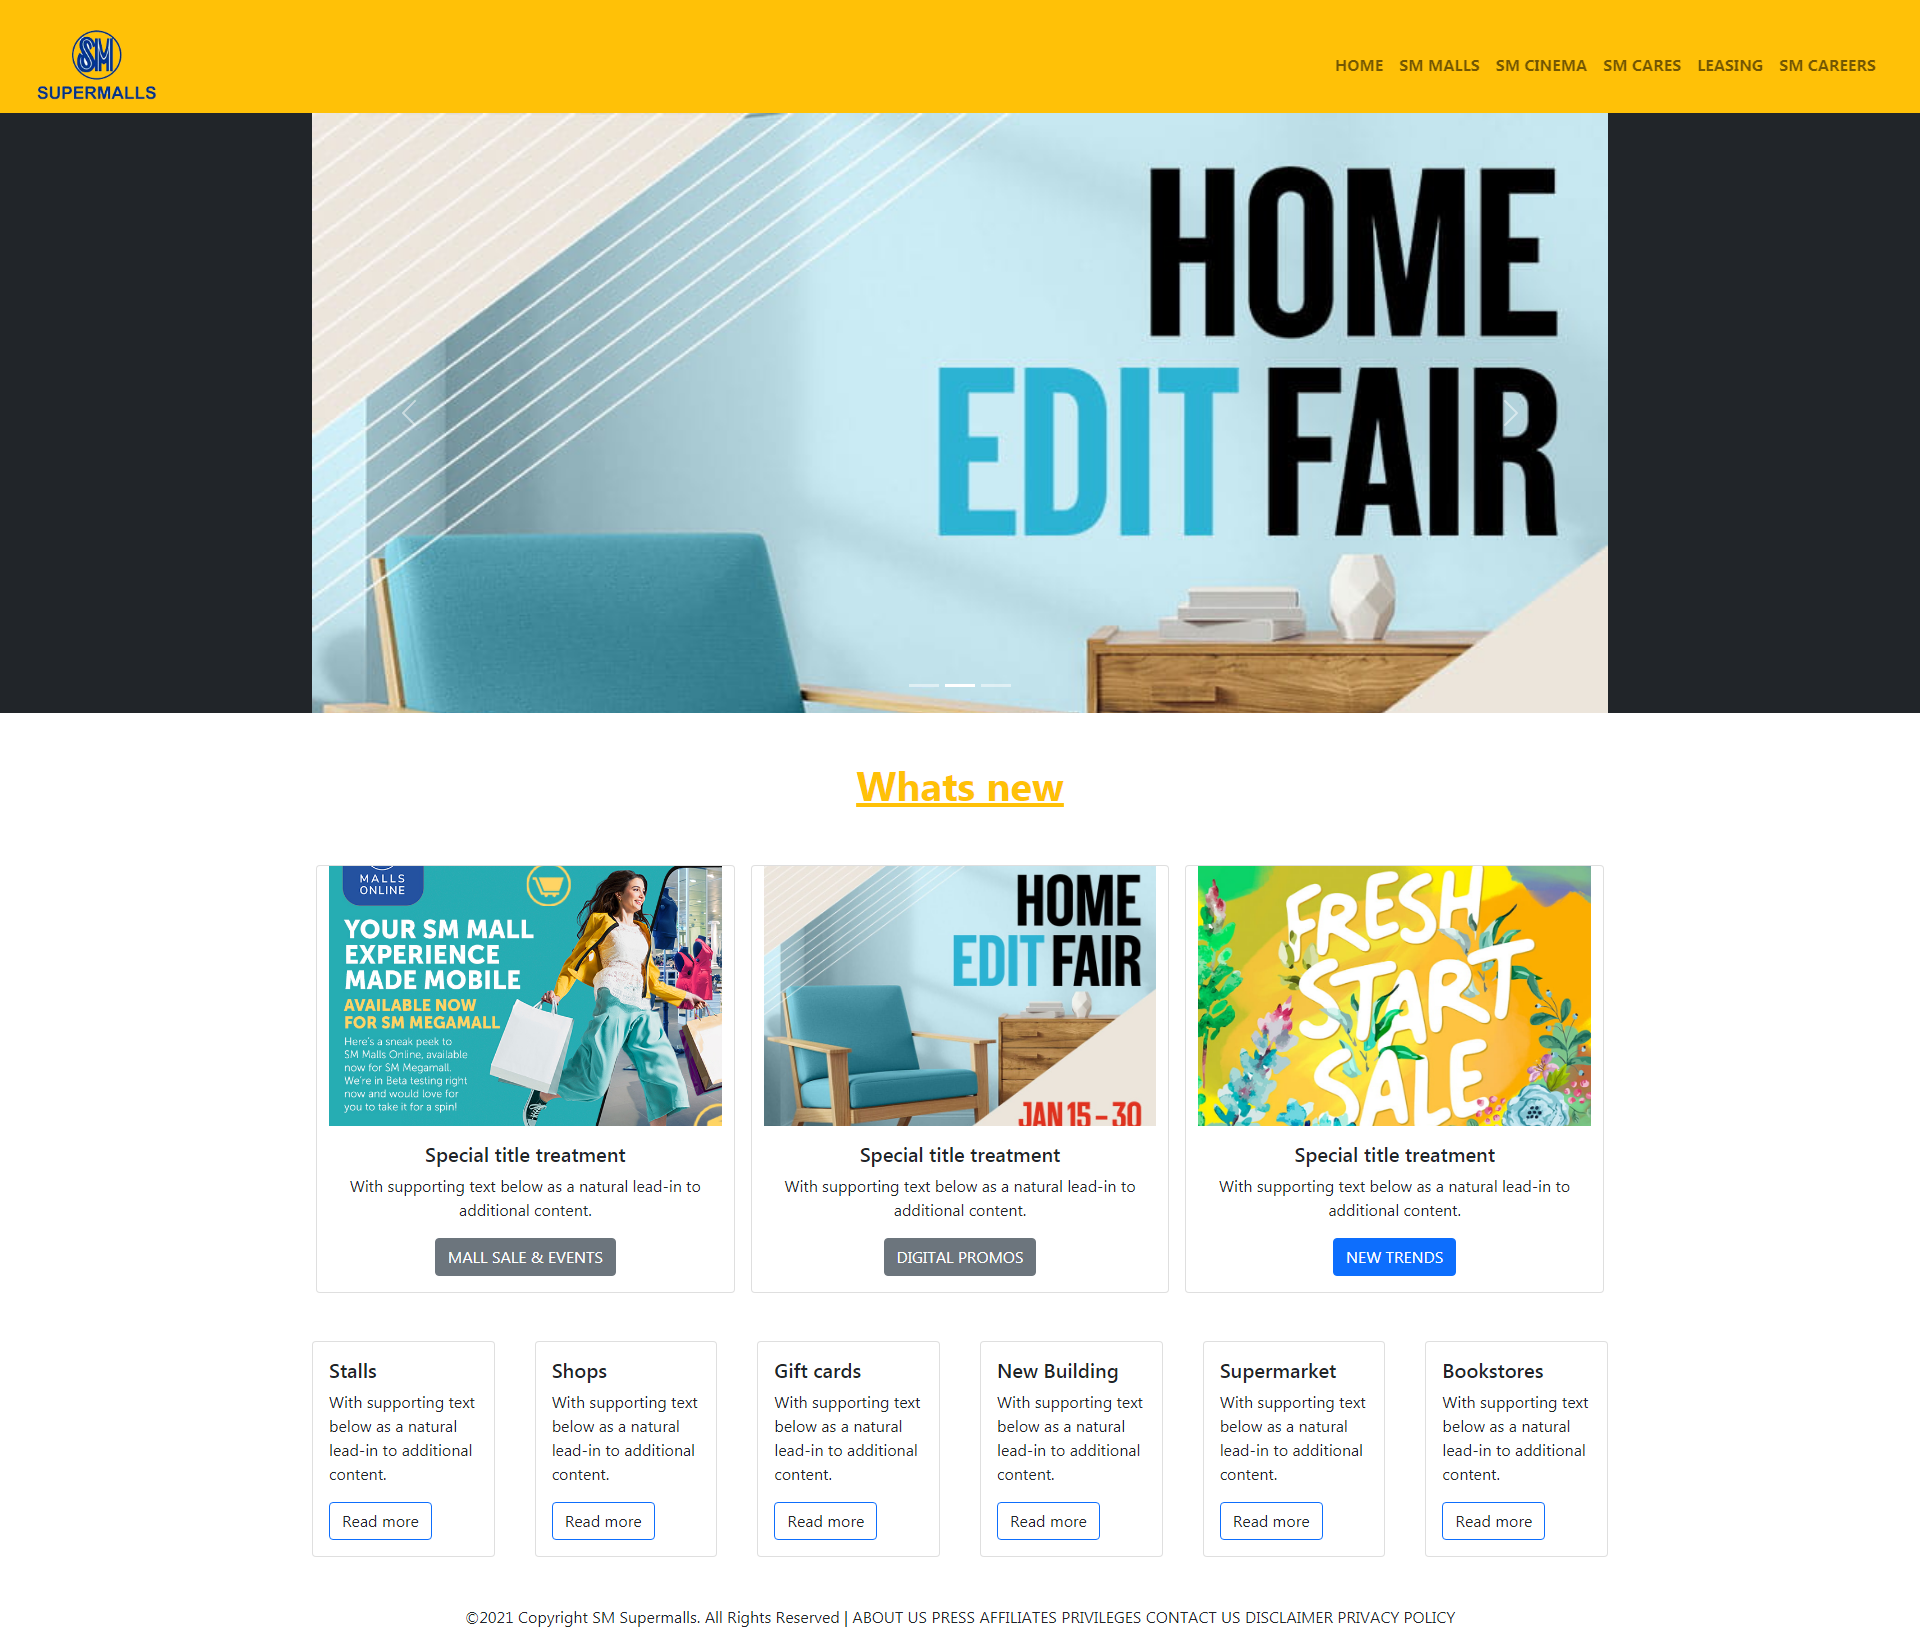 SM
SUPERMALLS
HOME SM MALLS SM CINEMA SM CARES LEASING SM CAREERS
HOME
EDIT FAIR
Whats new
MALLS
ONLINE
YOUR SM MALL
EXPERIENCE
MADE MOBILE
AVAILABLE NOW
FOR SM MEGAMALL
Here's a sneak peek to
SM Malls Online, available
now for SM Megamall.
We're in Beta testing right
now and would love for
you to take it for a spin!
Special title treatment
With supporting text below as a natural lead-in to
additional content.
MALL SALE & EVENTS
HOME
EDIT FAIR
JAN 15 – 30
Special title treatment
With supporting text below as a natural lead-in to
additional content.
DIGITAL PROMOS
FRESH
START
SALE
Special title treatment
With supporting text below as a natural lead-in to
additional content.
NEW TRENDS
Stalls
With supporting text
below as a natural
lead-in to additional
content.
Read more
Shops
With supporting text
below as a natural
lead-in to additional
content.
Read more
Gift cards
With supporting text
below as a natural
lead-in to additional
content.
Read more
New Building
With supporting text
below as a natural
lead-in to additional
content.
Read more
Supermarket
With supporting text
below as a natural
lead-in to additional
content.
Read more
Bookstores
With supporting text
below as a natural
lead-in to additional
content.
Read more
©2021 Copyright SM Supermalls. All Rights Reserved | ABOUT US PRESS AFFILIATES PRIVILEGES CONTACT US DISCLAIMER PRIVACY POLICY